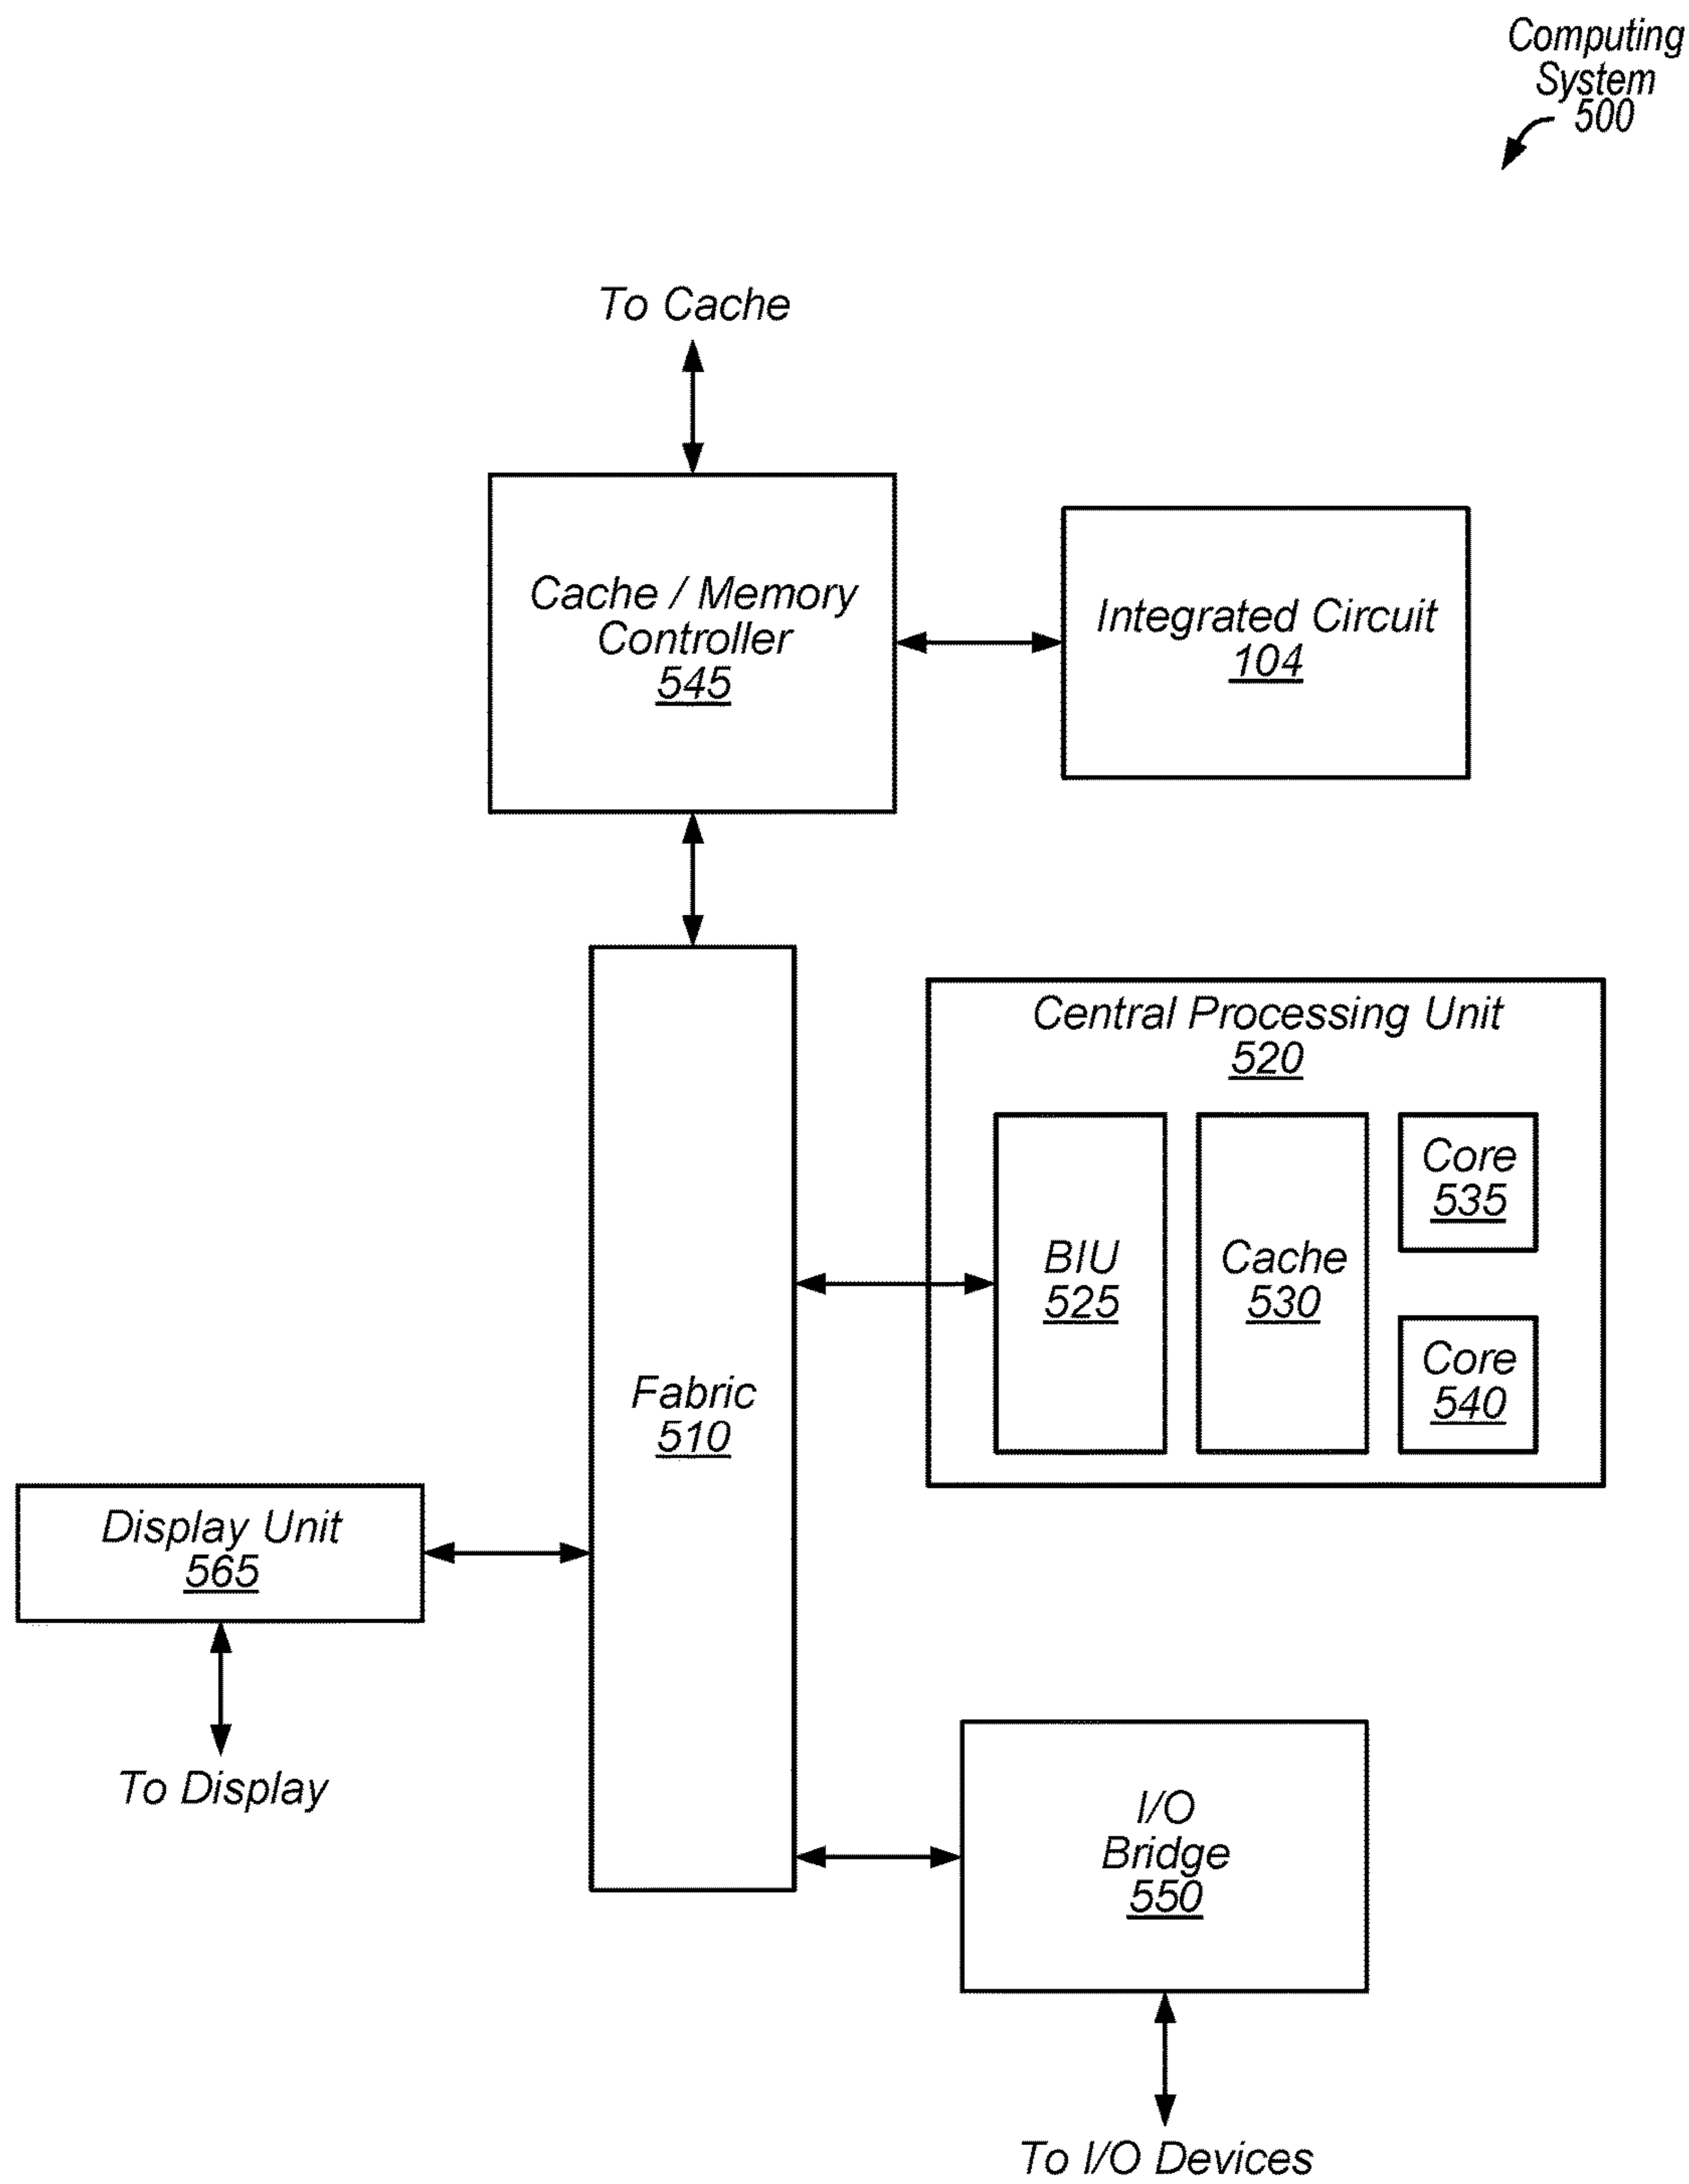 Computing
System
500
To Cache
Cache / Memory
Controller
545
Integrated Circuit
104
Central Processing Unit
520
BIU
525
Cache
530
Core
535
Core
540
Fabric
510
Display Unit
565
To Display
I/O
Bridge
550
To I/O Devices